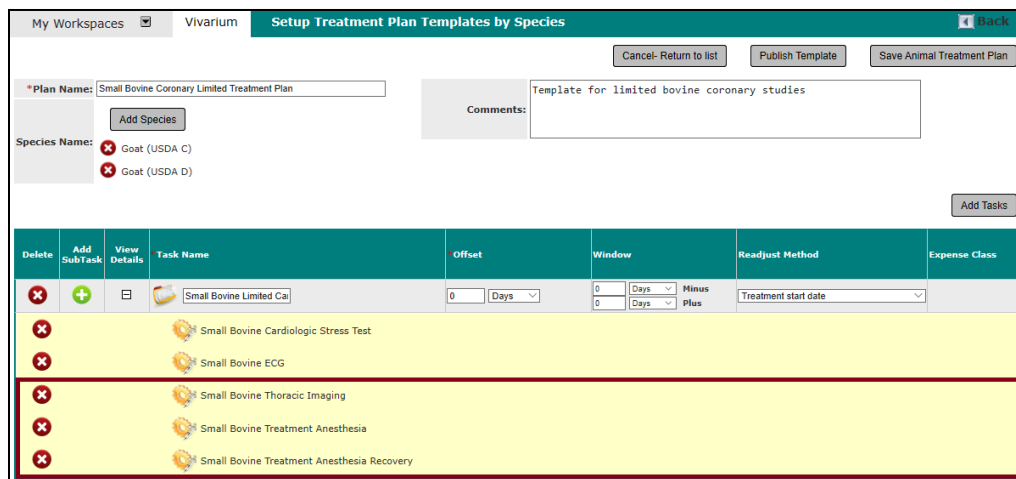 My Workspaces Vivarium Setup Treatment Plan Templates by Species Back
Cancel- Return to list Publish Template Save Animal Treatment Plan
*Plan Name: Small Bovine Coronary Limited Treatment Plan
Comments: Template for limited bovine coronary studies
Add Species
Species Name:
Goat (USDA C)
Goat (USDA D)
Add Tasks
Delete Add SubTask View Details *Task Name *Offset Window Readjust Method Expense Class
Small Bovine Limited Car 0 Days 0 Days Minus Treatment start date
0 Days Plus
Small Bovine Cardiologic Stress Test
Small Bovine ECG
Small Bovine Thoracic Imaging
Small Bovine Treatment Anesthesia
Small Bovine Treatment Anesthesia Recovery